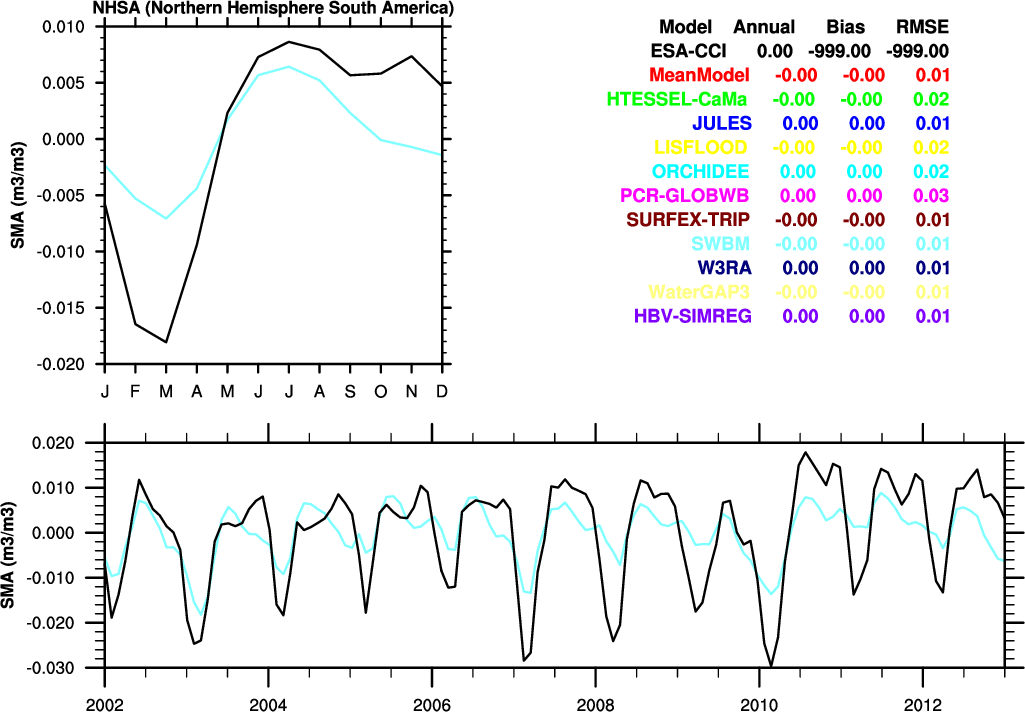 NHSA (Northern Hemisphere South America)
0.010
0.005
0.000
-0.005
-0.010
-0.015
-0.020
SMA (m3/m3)
J F M A M J J A S O N D
Model Annual Bias RMSE
ESA-CCI 0.00 -999.00 -999.00
MeanModel -0.00 -0.00 0.01
HTESSEL-CaMa -0.00 -0.00 0.02
JULES 0.00 0.00 0.01
LISFLOOD -0.00 -0.00 0.02
ORCHIDEE 0.00 0.00 0.02
PCR-GLOBWB 0.00 0.00 0.03
SURFEX-TRIP -0.00 -0.00 0.01
SWBM -0.00 -0.00 0.01
W3RA 0.00 0.00 0.01
WaterGAP3 -0.00 -0.00 0.01
HBV-SIMREG 0.00 0.00 0.01
0.020
0.010
0.000
-0.010
-0.020
-0.030
SMA (m3/m3)
2002 2004 2006 2008 2010 2012